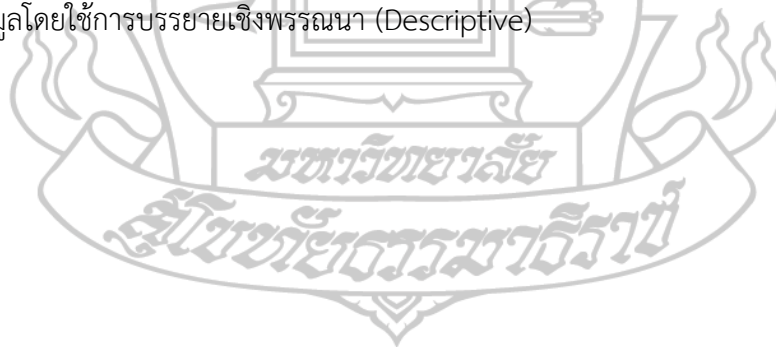 มูลโดยใช้การบรรยายเชิงพรรณนา (Descriptive)
มหาวิทยาลัย
สุโขทัยธรรมาธิราช